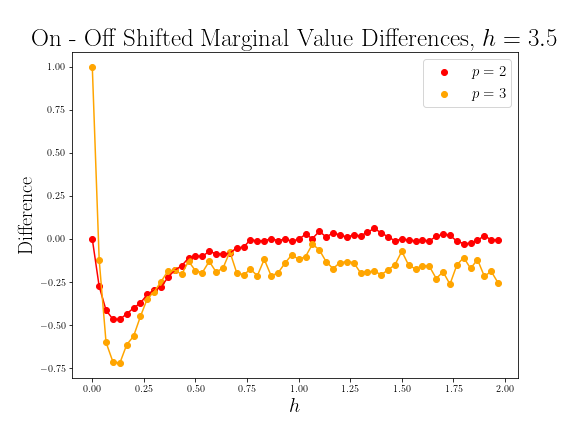 On - Off Shifted Marginal Value Differences, h = 3.5
p = 2
p = 3
1.00
0.75
0.50
0.25
0.00
−0.25
−0.50
−0.75
Difference
0.00 0.25 0.50 0.75 1.00 1.25 1.50 1.75 2.00
h